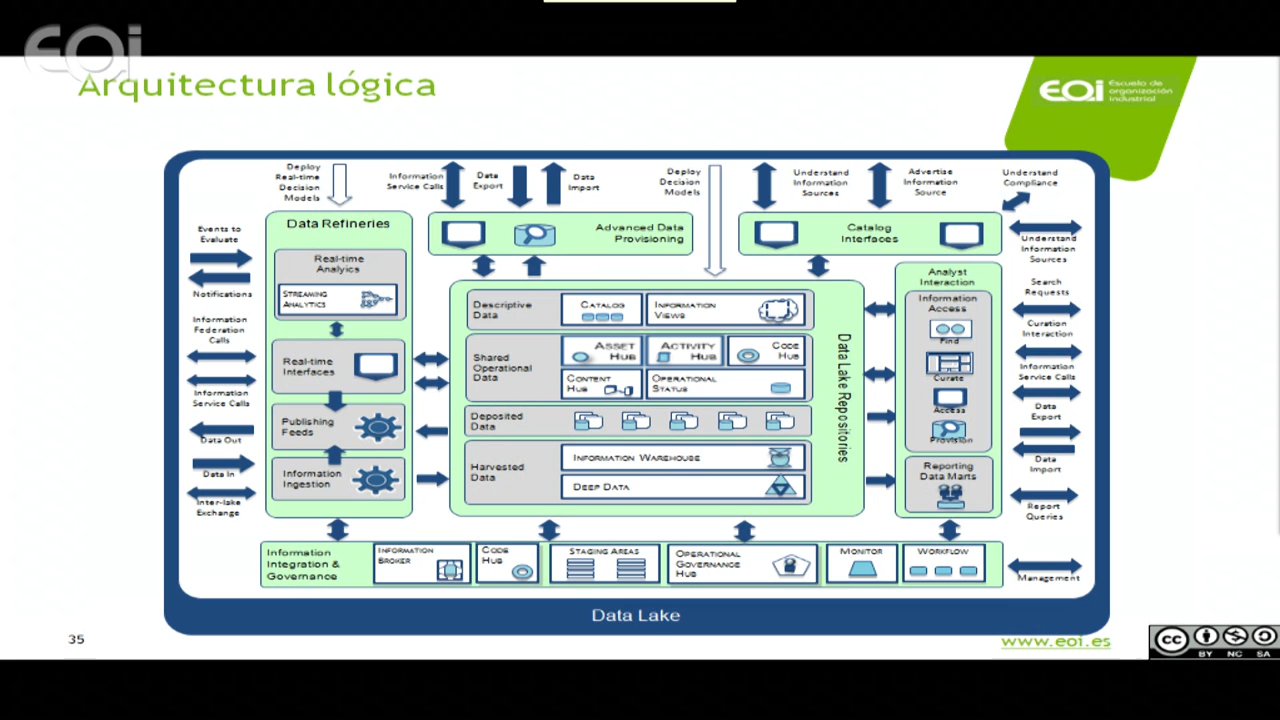 EOi
Arquitectura lógica
EOi Escuela de
organización
industrial
Deploy
Real-time
Decision
Models
Information
Service Calls
Data
Export
Data
Import
Deploy
Decision
Models
Understand
Information
Sources
Advertise
Information
Source
Understand
Compliance
Events to
Evaluate
Notifications
Information
Federation
Calls
Information
Service Calls
Data Out
Data In
Inter-lake
Exchange
Data Refineries
Real-time
Analyics
STREAMING
ANALYTICS
Real-time
Interfaces
Publishing
Feeds
Information
Ingestion
Advanced Data
Provisioning
Catalog
Interfaces
Descriptive
Data
CATALOG
INFORMATION
VIEWS
Shared
Operational
Data
ASSET
HUB
ACTIVITY
HUB
CODE
HUB
CONTENT
HUB
OPERATIONAL
STATUS
Deposited
Data
Harvested
Data
INFORMATION WAREHOUSE
DEEP DATA
Data Lake Repositories
Analyst
Interaction
Information
Access
Find
Curate
Access
Provision
Reporting
Data Marts
Understand
Information
Sources
Search
Requests
Curation
Interaction
Information
Service Calls
Data
Export
Data
Import
Report
Queries
Management
Information
Integration &
Governance
INFORMATION
BROKER
CODE
HUB
STAGING AREAS
OPERATIONAL
GOVERNANCE
HUB
MONITOR
WORKFLOW
Data Lake
35
www.eoi.es
cc
BY NC SA